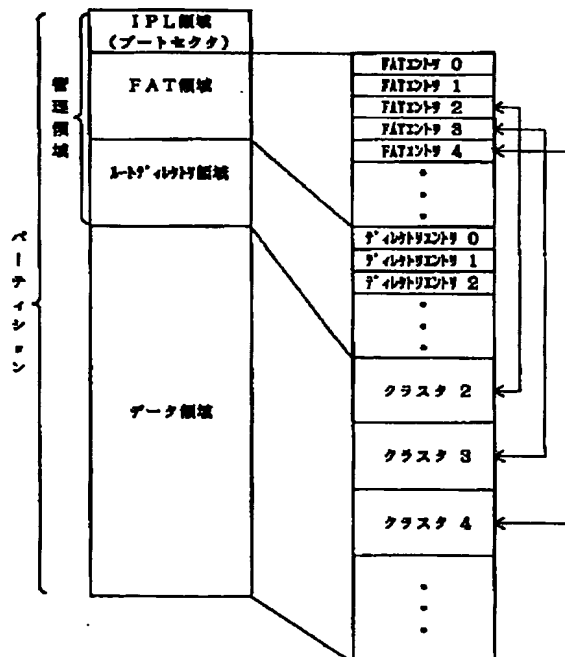 IPL領域
(ブートセクタ)
FAT領域
ルートディレクトリ領域
データ領域
管理領域
パーティション
FATエントリ 0
FATエントリ 1
FATエントリ 2
FATエントリ 3
FATエントリ 4
ディレクトリエントリ 0
ディレクトリエントリ 1
ディレクトリエントリ 2
クラスタ 2
クラスタ 3
クラスタ 4